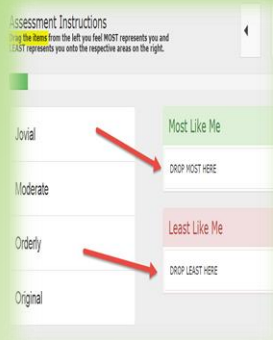 Assessment Instructions
Drag the items from the left you feel MOST represents you and
LEAST represents you onto the respective areas on the right.
Jovial
Moderate
Orderly
Original
Most Like Me
DROP MOST HERE
Least Like Me
DROP LEAST HERE